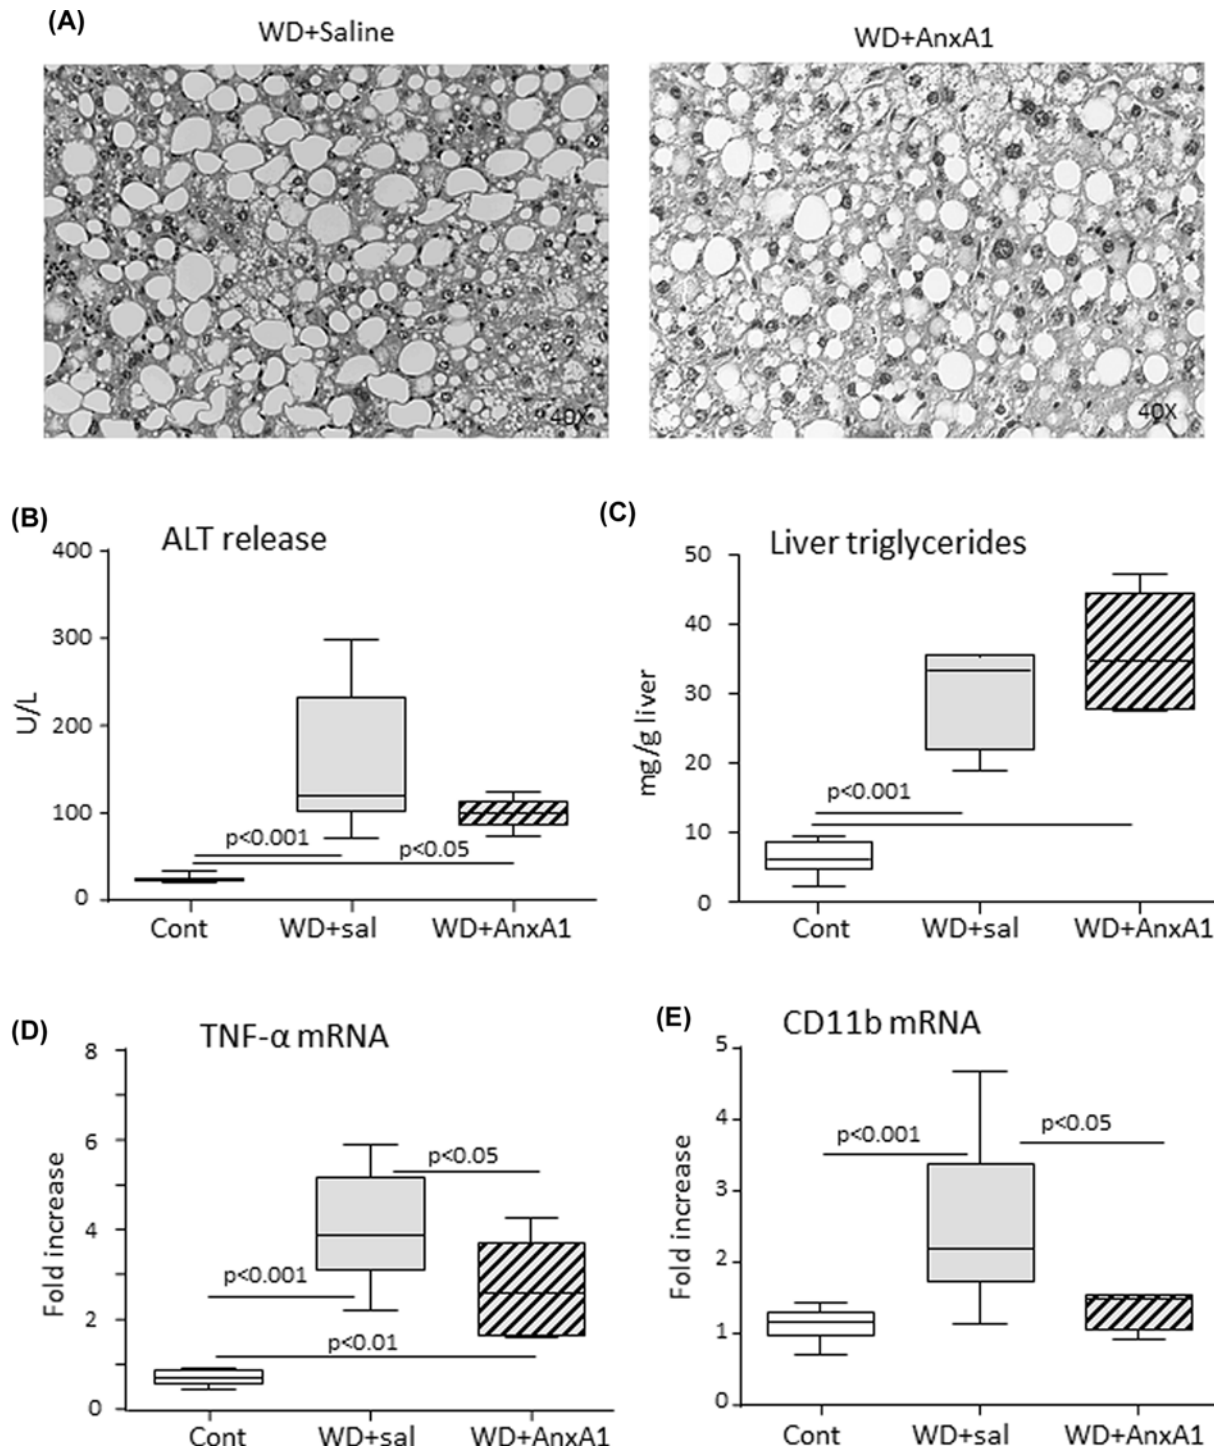 (A)
WD+Saline
WD+AnxA1
40X
40X
(B)
ALT release
400
300
200
100
0
U/L
p<0.001
p<0.05
Cont
WD+sal
WD+AnxA1
(C)
Liver triglycerides
50
40
30
20
10
0
mg/g liver
p<0.001
Cont
WD+sal
WD+AnxA1
(D)
TNF-α mRNA
8
6
4
2
0
Fold increase
p<0.05
p<0.001
p<0.01
Cont
WD+sal
WD+AnxA1
(E)
CD11b mRNA
5
4
3
2
1
0
Fold increase
p<0.001
p<0.05
Cont
WD+sal
WD+AnxA1